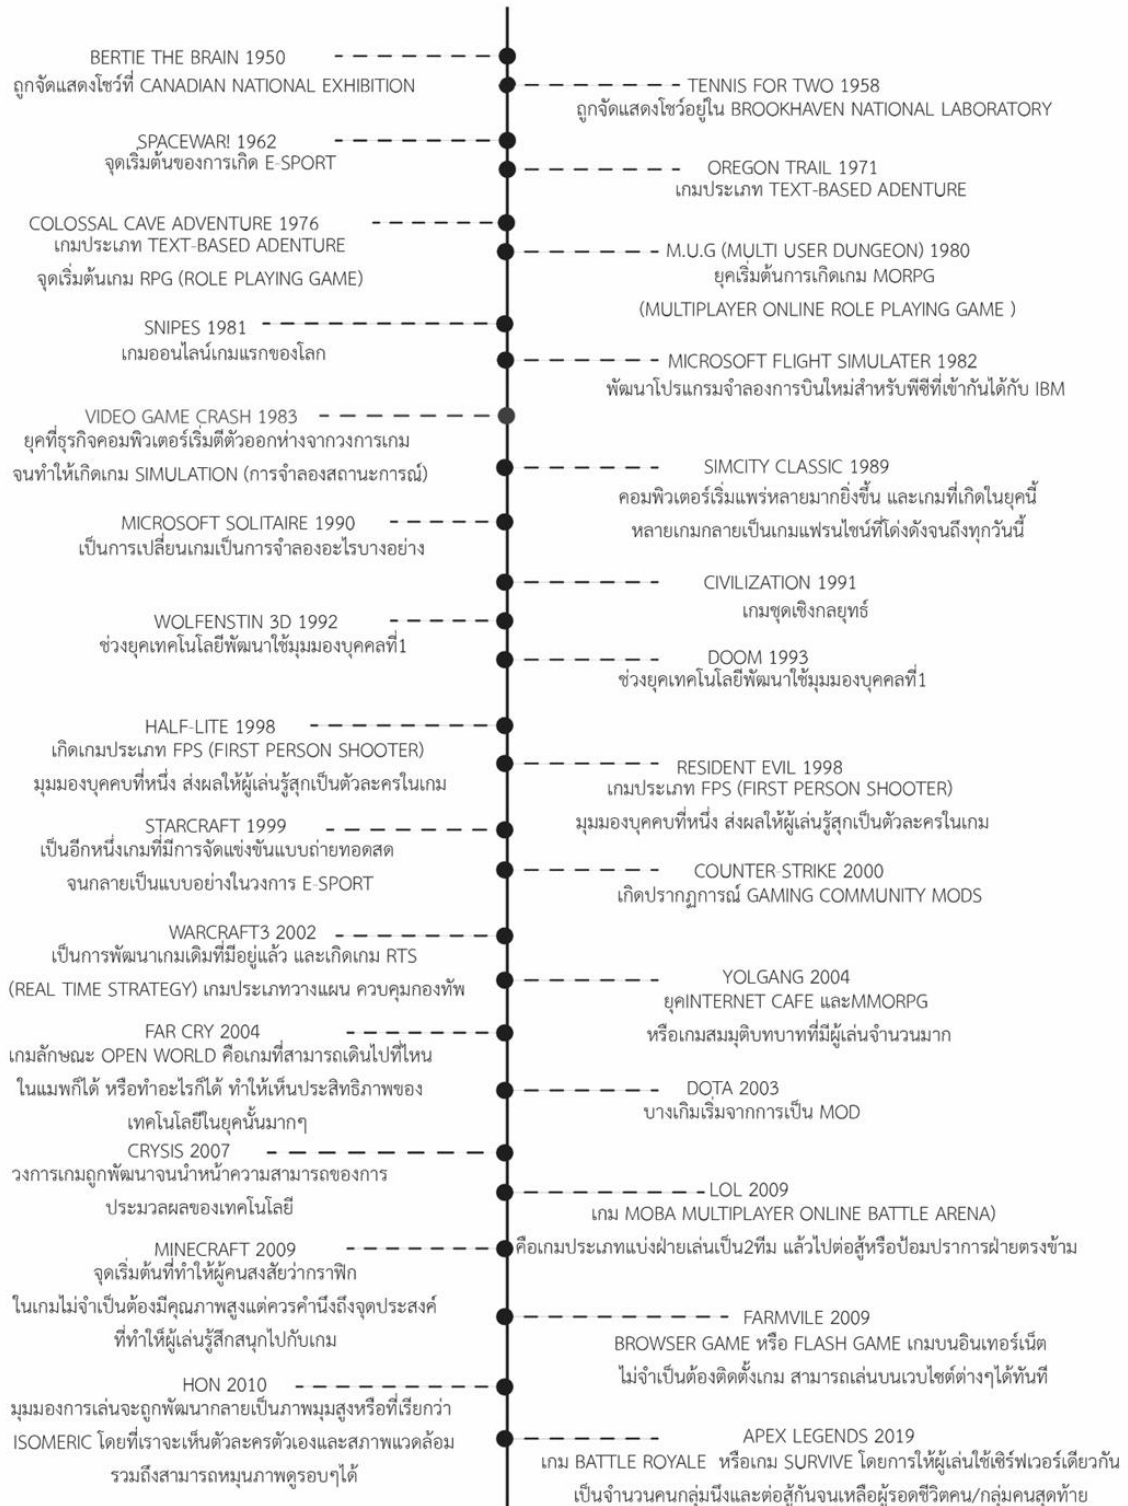 BERTIE THE BRAIN 1950
ถูกจัดแสดงโชว์ที่ CANADIAN NATIONAL EXHIBITION
TENNIS FOR TWO 1958
ถูกจัดแสดงโชว์อยู่ใน BROOKHAVEN NATIONAL LABORATORY
SPACEWAR! 1962
จุดเริ่มต้นของการเกิด E-SPORT
OREGON TRAIL 1971
เกมประเภท TEXT-BASED ADENTURE
COLOSSAL CAVE ADVENTURE 1976
เกมประเภท TEXT-BASED ADENTURE
จุดเริ่มต้นเกม RPG (ROLE PLAYING GAME)
M.U.G (MULTI USER DUNGEON) 1980
ยุคเริ่มต้นการเกิดเกม MORPG
(MULTIPLAYER ONLINE ROLE PLAYING GAME )
SNIPES 1981
เกมออนไลน์เกมแรกของโลก
MICROSOFT FLIGHT SIMULATER 1982
พัฒนาโปรแกรมจำลองการบินใหม่สำหรับพีซีที่เข้ากันได้กับ IBM
VIDEO GAME CRASH 1983
ยุคที่ธุรกิจคอมพิวเตอร์เริ่มตีตัวออกห่างจากวงการเกม
จนทำให้เกิดเกม SIMULATION (การจำลองสถานะการณ์)
SIMCITY CLASSIC 1989
คอมพิวเตอร์เริ่มแพร่หลายมากยิ่งขึ้น และเกมที่เกิดในยุคนี้
หลายเกมกลายเป็นเกมแฟรนไชน์ที่โด่งดังจนถึงทุกวันนี้
MICROSOFT SOLITAIRE 1990
เป็นการเปลี่ยนเกมเป็นการจำลองอะไรบางอย่าง
CIVILIZATION 1991
เกมชุดเชิงกลยุทธ์
WOLFENSTIN 3D 1992
ช่วงยุคเทคโนโลยีพัฒนาใช้มุมมองบุคคลที่1
DOOM 1993
ช่วงยุคเทคโนโลยีพัฒนาใช้มุมมองบุคคลที่1
HALF-LITE 1998
เกิดเกมประเภท FPS (FIRST PERSON SHOOTER)
มุมมองบุคคบที่หนึ่ง ส่งผลให้ผู้เล่นรู้สุกเป็นตัวละครในเกม
RESIDENT EVIL 1998
เกมประเภท FPS (FIRST PERSON SHOOTER)
มุมมองบุคคบที่หนึ่ง ส่งผลให้ผู้เล่นรู้สุกเป็นตัวละครในเกม
STARCRAFT 1999
เป็นอีกหนึ่งเกมที่มีการจัดแข่งขันแบบถ่ายทอดสด
จนกลายเป็นแบบอย่างในวงการ E-SPORT
COUNTER-STRIKE 2000
เกิดปรากฏการณ์ GAMING COMMUNITY MODS
WARCRAFT3 2002
เป็นการพัฒนาเกมเดิมที่มีอยู่แล้ว และเกิดเกม RTS
(REAL TIME STRATEGY) เกมประเภทวางแผน ควบคุมกองทัพ
YOLGANG 2004
ยุคINTERNET CAFE และMMORPG
หรือเกมสมมุติบทบาทที่มีผู้เล่นจำนวนมาก
FAR CRY 2004
เกมลักษณะ OPEN WORLD คือเกมที่สามารถเดินไปที่ไหน
ในแมพก็ได้ หรือทำอะไรก็ได้ ทำให้เห็นประสิทธิภาพของ
เทคโนโลยีในยุคนั้นมากๆ
DOTA 2003
บางเกิมเริ่มจากการเป็น MOD
CRYSIS 2007
วงการเกมถูกพัฒนาจนนำหน้าความสามารถของการ
ประมวลผลของเทคโนโลยี
LOL 2009
เกม MOBA MULTIPLAYER ONLINE BATTLE ARENA)
คือเกมประเภทแบ่งฝ่ายเล่นเป็น2ทีม แล้วไปต่อสู้หรือป้อมปราการฝ่ายตรงข้าม
MINECRAFT 2009
จุดเริ่มต้นที่ทำให้ผู้คนสงสัยว่ากราฟิก
ในเกมไม่จำเป็นต้องมีคุณภาพสูงแต่ควรคำนึงถึงจุดประสงค์
ที่ทำให้ผู้เล่นรู้สึกสนุกไปกับเกม
FARMVILE 2009
BROWSER GAME หรือ FLASH GAME เกมบนอินเทอร์เน็ต
ไม่จำเป็นต้องติดตั้งเกม สามารถเล่นบนเวบไซต์ต่างๆได้ทันที
HON 2010
มุมมองการเล่นจะถูกพัฒนากลายเป็นภาพมุมสูงหรือที่เรียกว่า
ISOMERIC โดยที่เราจะเห็นตัวละครตัวเองและสภาพแวดล้อม
รวมถึงสามารถหมุนภาพดูรอบๆได้
APEX LEGENDS 2019
เกม BATTLE ROYALE หรือเกม SURVIVE โดยการให้ผู้เล่นใช้เซิร์ฟเวอร์เดียวกัน
เป็นจำนวนคนกลุ่มนึงและต่อสู้กันจนเหลือผู้รอดชีวิตคน/กลุ่มคนสุดท้าย